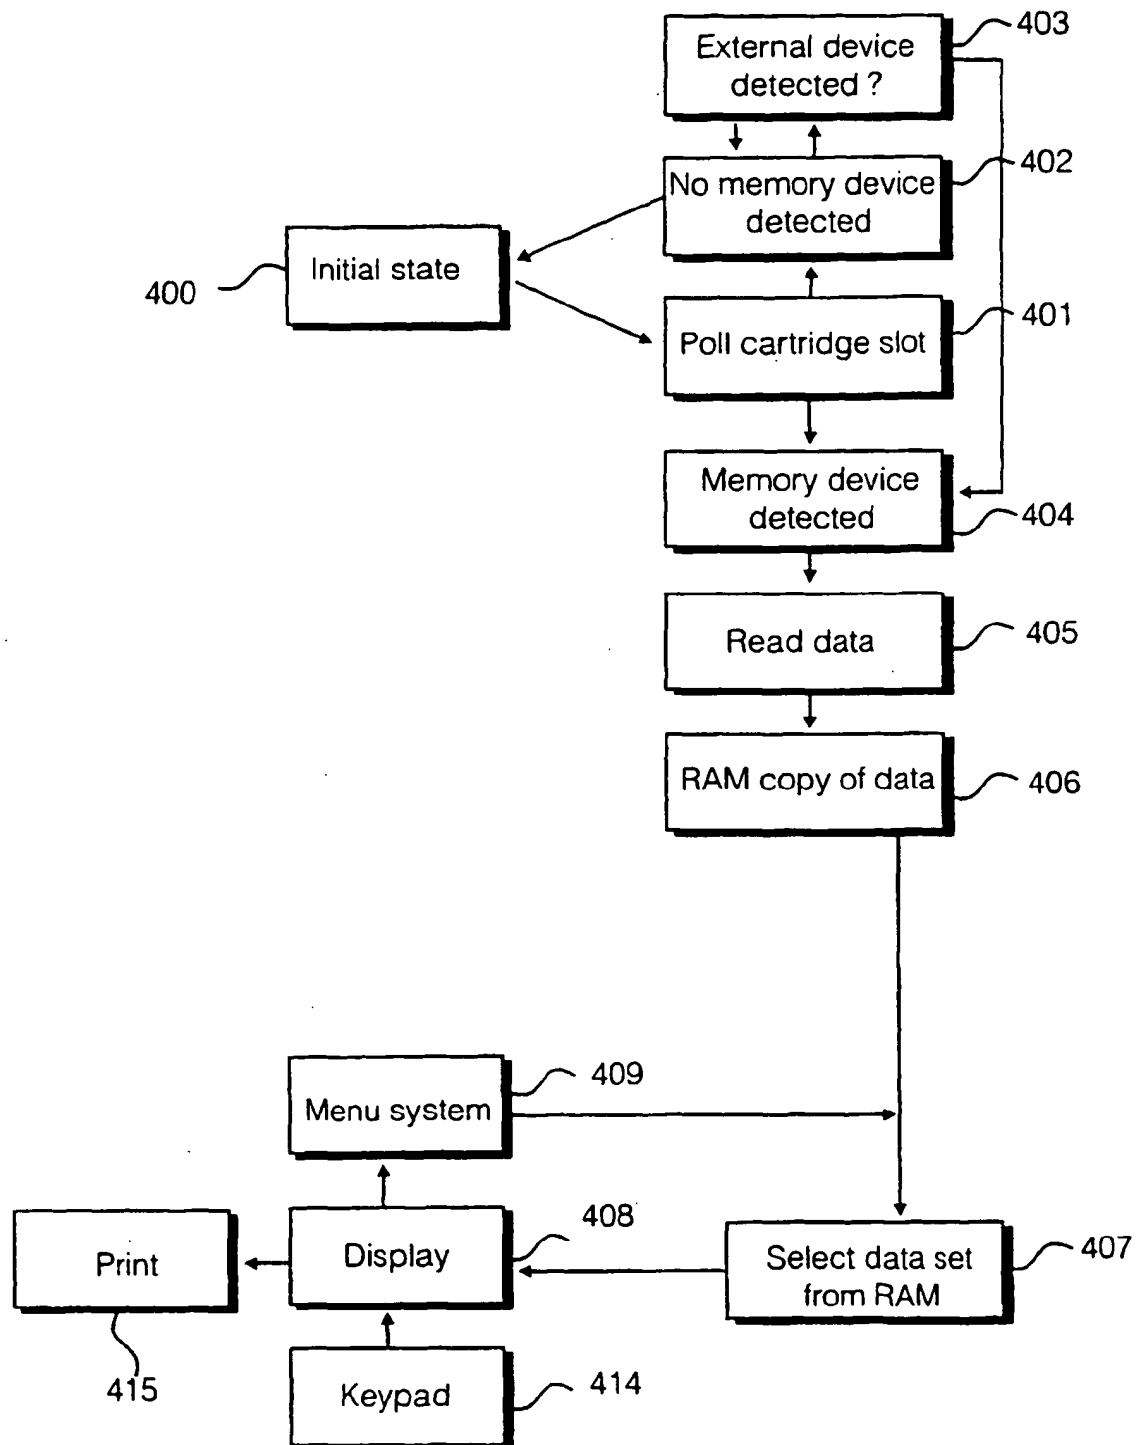 External device
detected ?
403
No memory device
detected
402
Initial state
400
Poll cartridge slot
401
Memory device
detected
404
Read data
405
RAM copy of data
406
Menu system
409
Print
415
Display
408
Select data set
from RAM
407
Keypad
414